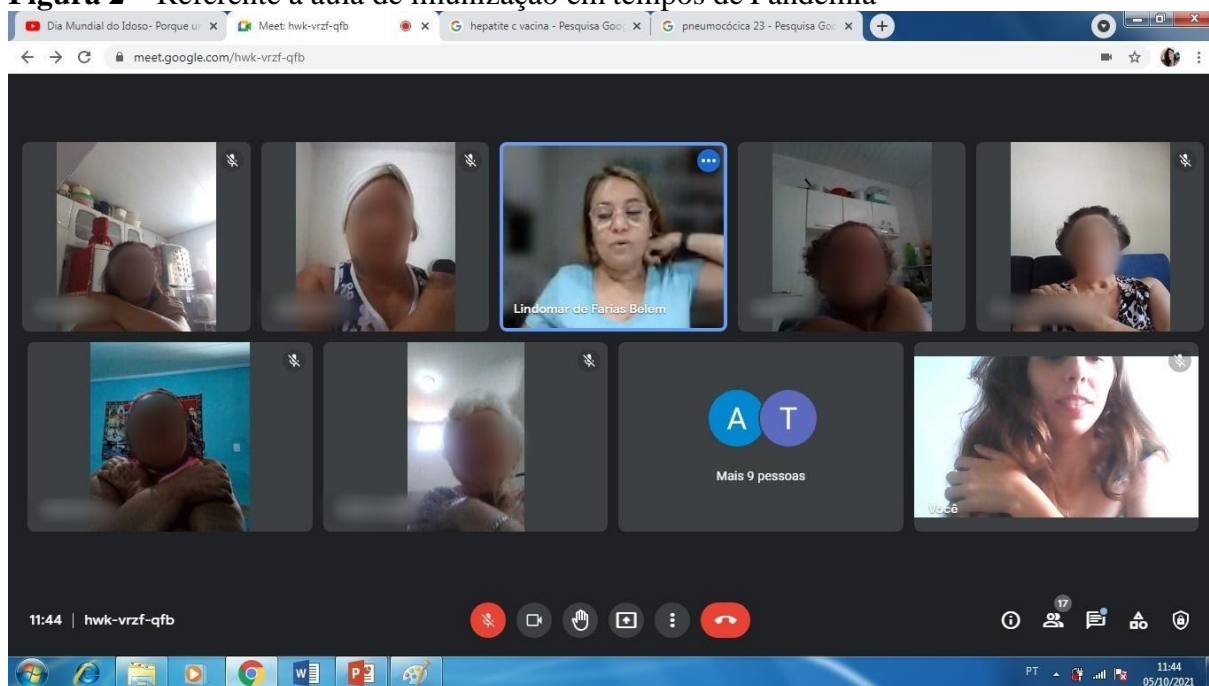 Figura 2 – Referente a aula de imunização em tempos de Pandemia
Dia Mundial do Idoso- Porque u
Meet: hwk-vrzf-qfb
hepatite c vacina - Pesquisa Goo
pneumocócica 23 - Pesquisa Goo
meet.google.com/hwk-vrzf-qfb
Lindomar de Farias Belem
A T
Mais 9 pessoas
Você
11:44 | hwk-vrzf-qfb
17
PT
11:44
05/10/2021